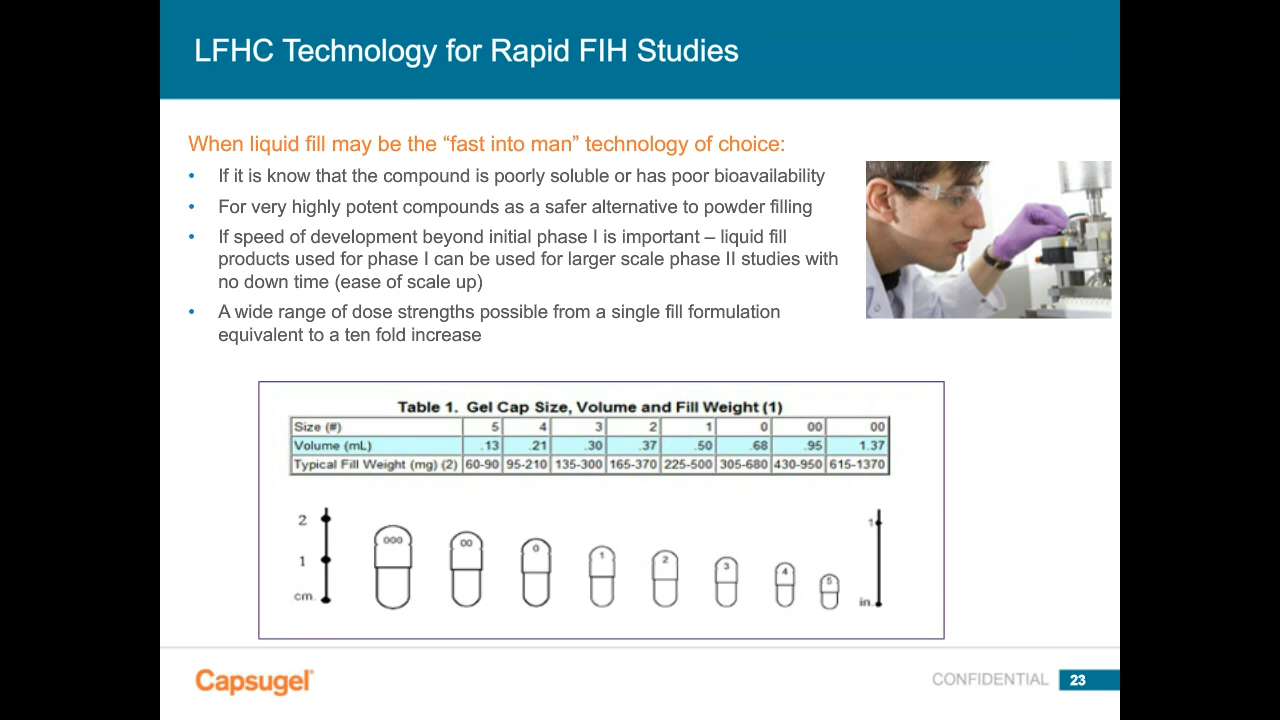 LFHC Technology for Rapid FIH Studies
When liquid fill may be the “fast into man” technology of choice:
• If it is know that the compound is poorly soluble or has poor bioavailability
• For very highly potent compounds as a safer alternative to powder filling
• If speed of development beyond initial phase I is important – liquid fill
products used for phase I can be used for larger scale phase II studies with
no down time (ease of scale up)
• A wide range of dose strengths possible from a single fill formulation
equivalent to a ten fold increase
Table 1. Gel Cap Size, Volume and Fill Weight (1)
Size (#) 5 4 3 2 1 0 00 00
Volume (mL) .13 .21 .30 .37 .50 .68 .95 1.37
Typical Fill Weight (mg) (2) 60-90 95-210 135-300 165-370 225-500 305-680 430-950 615-1370
2
1
cm.
000 00 0 1 2 3 4 5
1
in.
Capsugel®
CONFIDENTIAL 23